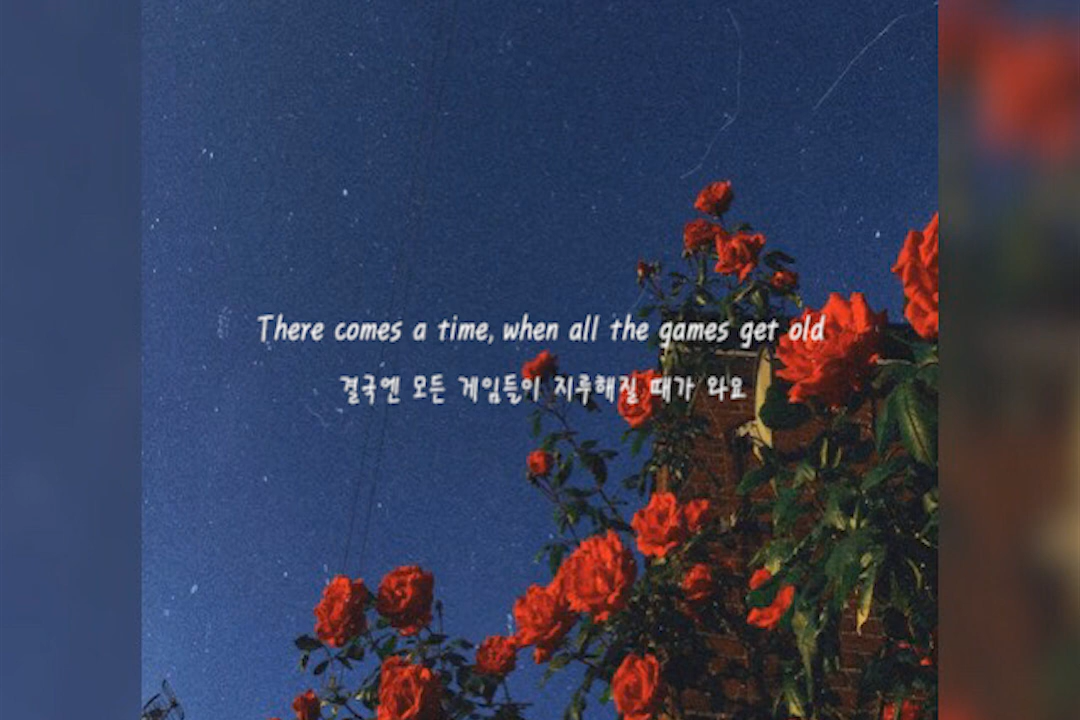 There comes a time, when all the games get old
결국엔 모든 게임들이 지루해질 때가 와요